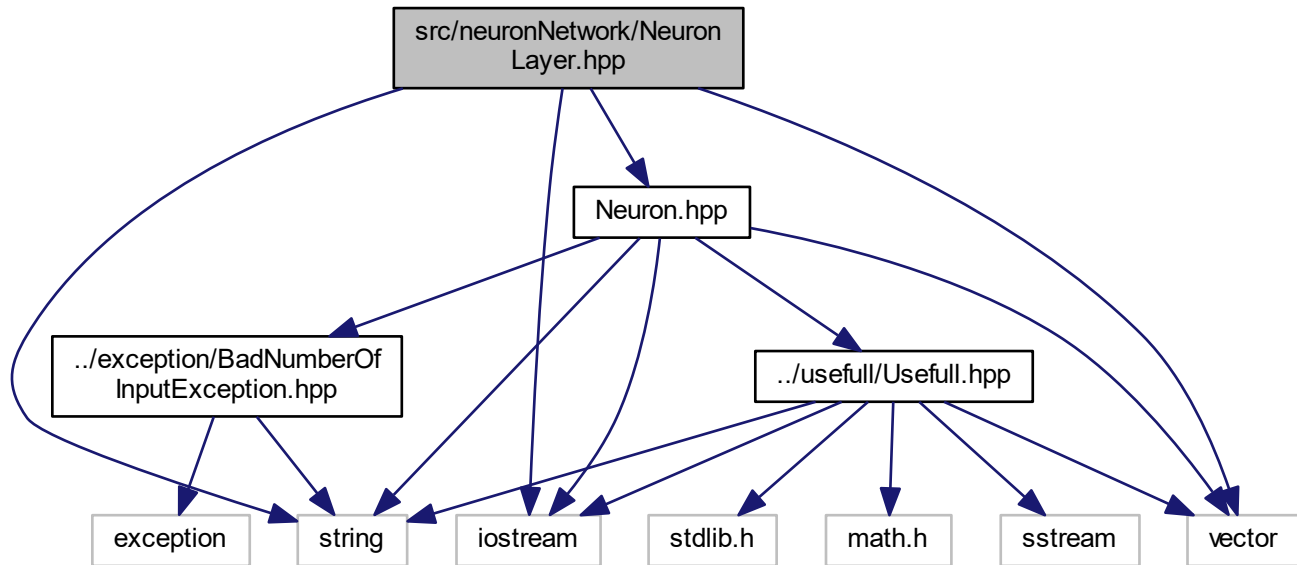 src/neuronNetwork/Neuron
Layer.hpp
Neuron.hpp
../exception/BadNumberOf
InputException.hpp
../usefull/Usefull.hpp
exception
string
iostream
stdlib.h
math.h
sstream
vector